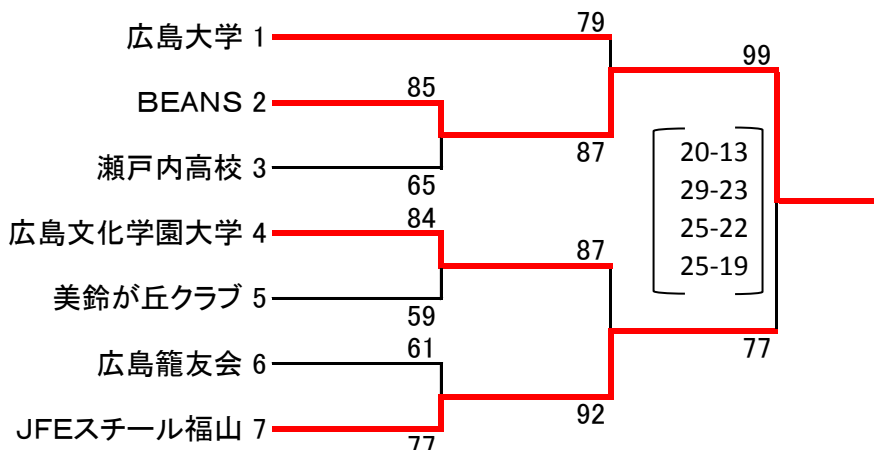 79
広島大学 1
99
85
BEANS 2
87
20-13
瀬戸内高校 3
29-23
65
84
25-22
広島文化学園大学 4
87
25-19
美鈴が丘クラブ 5
59
61
77
広島籠友会 6
92
JFEスチール福山 7
77